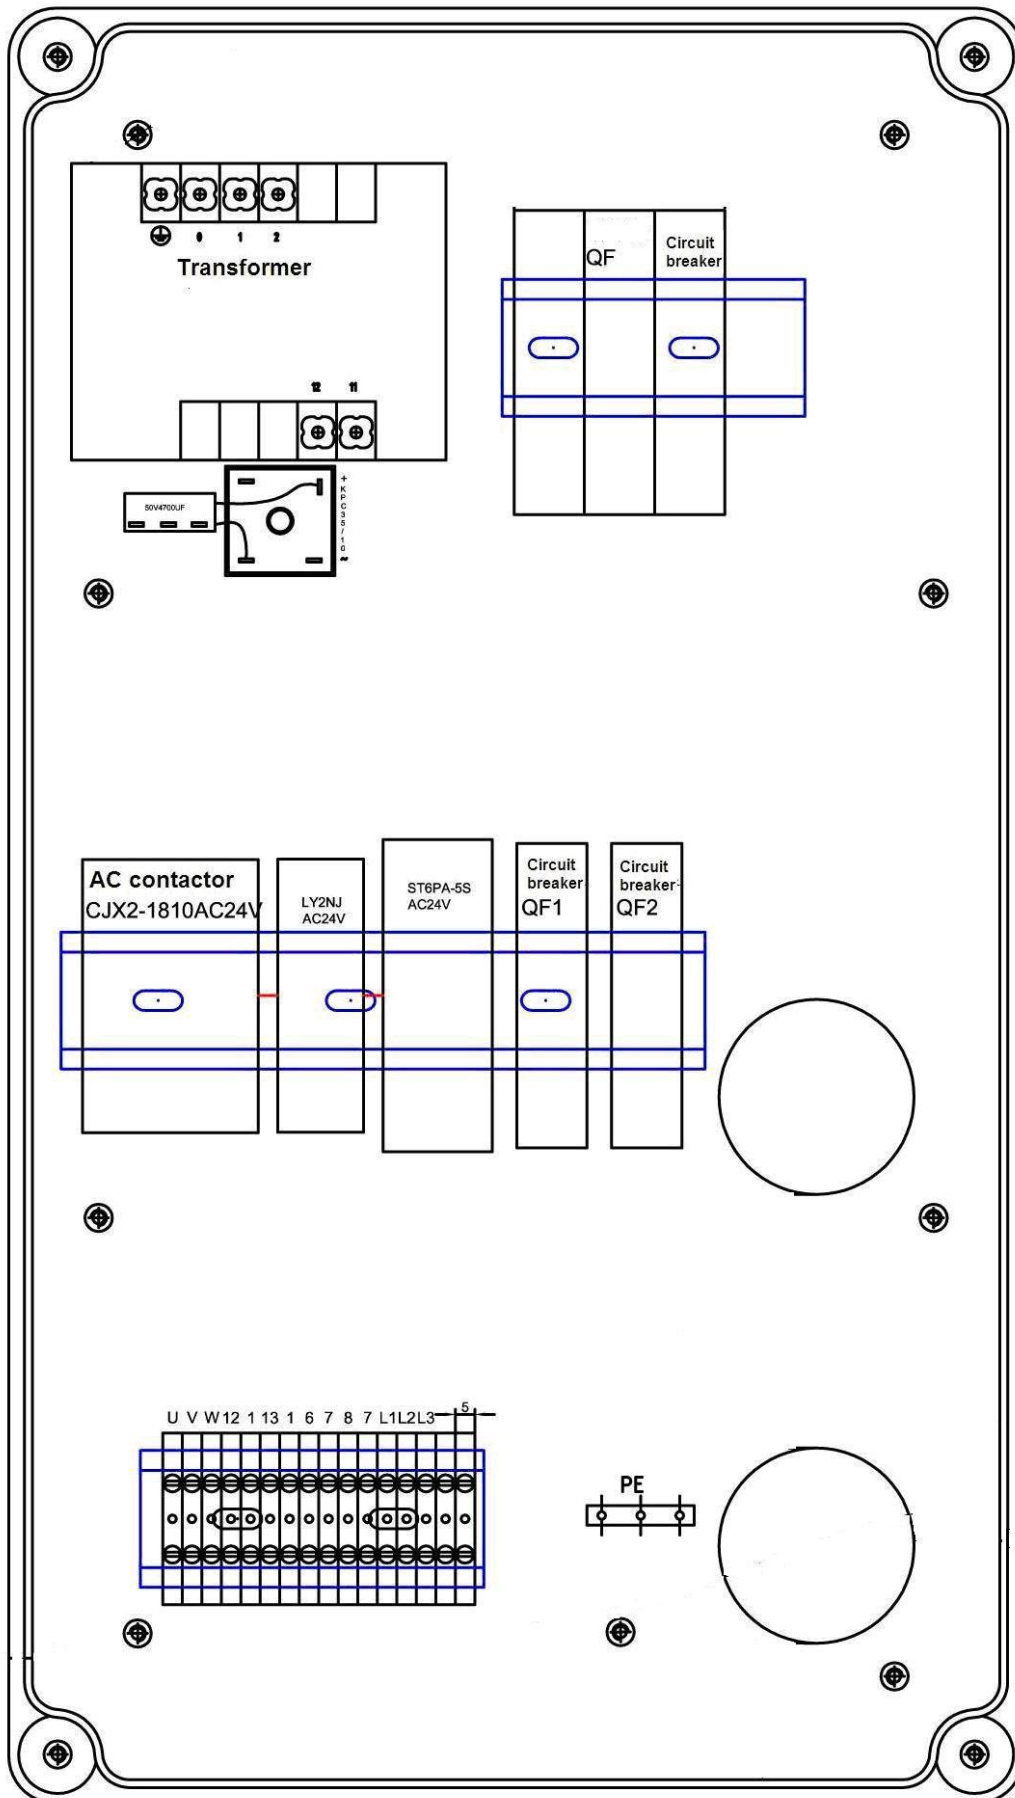 0 1 2
Transformer
12 11
QF
Circuit
breaker
50V4700UF
+KPC35/10~
AC contactor
CJX2-1810AC24V
LY2NJ
AC24V
ST6PA-5S
AC24V
Circuit
breaker
QF1
Circuit
breaker
QF2
U V W 12 1 13 1 6 7 8 7 L1 L2 L3 5
PE